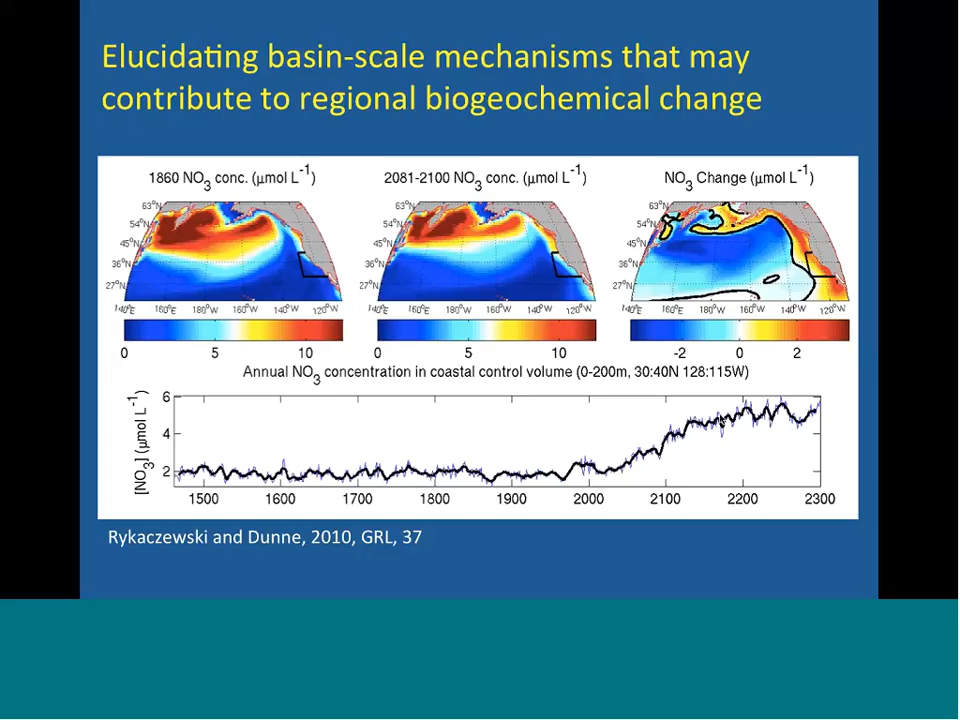 Elucidating basin-scale mechanisms that may
contribute to regional biogeochemical change
1860 NO3 conc. (μmol L-1)
2081-2100 NO3 conc. (μmol L-1)
NO3 Change (μmol L-1)
63°N
54°N
45°N
36°N
27°N
140°E 160°E 180°W 160°W 140°W 120°W
63°N
54°N
45°N
36°N
27°N
140°E 160°E 180°W 160°W 140°W 120°W
63°N
54°N
45°N
36°N
27°N
140°E 160°E 180°W 160°W 140°W 120°W
0 5 10
0 5 10
-2 0 2
Annual NO3 concentration in coastal control volume (0-200m, 30:40N 128:115W)
[NO3] (μmol L-1)
6
4
2
1500 1600 1700 1800 1900 2000 2100 2200 2300
Rykaczewski and Dunne, 2010, GRL, 37